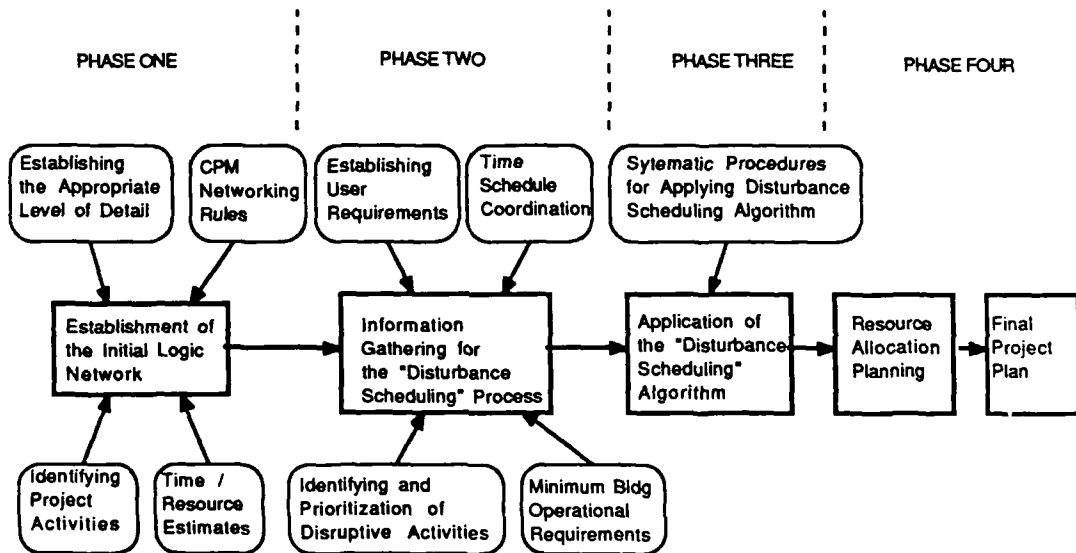 PHASE ONE
PHASE TWO
PHASE THREE
PHASE FOUR
Establishing
the Appropriate
Level of Detail
CPM
Networking
Rules
Establishing
User
Requirements
Time
Schedule
Coordination
Sytematic Procedures
for Applying Disturbance
Scheduling Algorithm
Establishment of
the Initial Logic
Network
Information
Gathering for
the "Disturbance
Scheduling" Process
Application of
the "Disturbance
Scheduling"
Algorithm
Resource
Allocation
Planning
Final
Project
Plan
Identifying
Project
Activities
Time /
Resource
Estimates
Identifying and
Prioritization of
Disruptive Activities
Minimum Bldg
Operational
Requirements